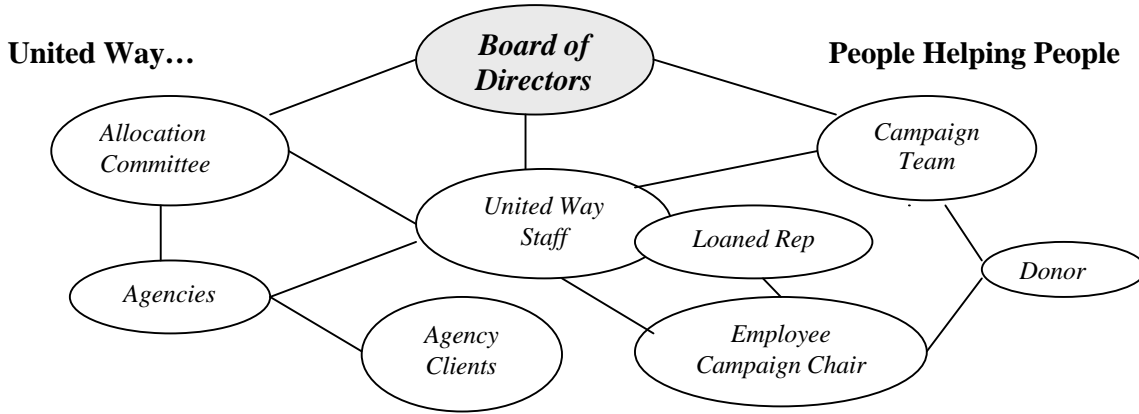 United Way…
Board of
Directors
People Helping People
Allocation
Committee
Campaign
Team
United Way
Staff
Loaned Rep
Agencies
Donor
Agency
Clients
Employee
Campaign Chair